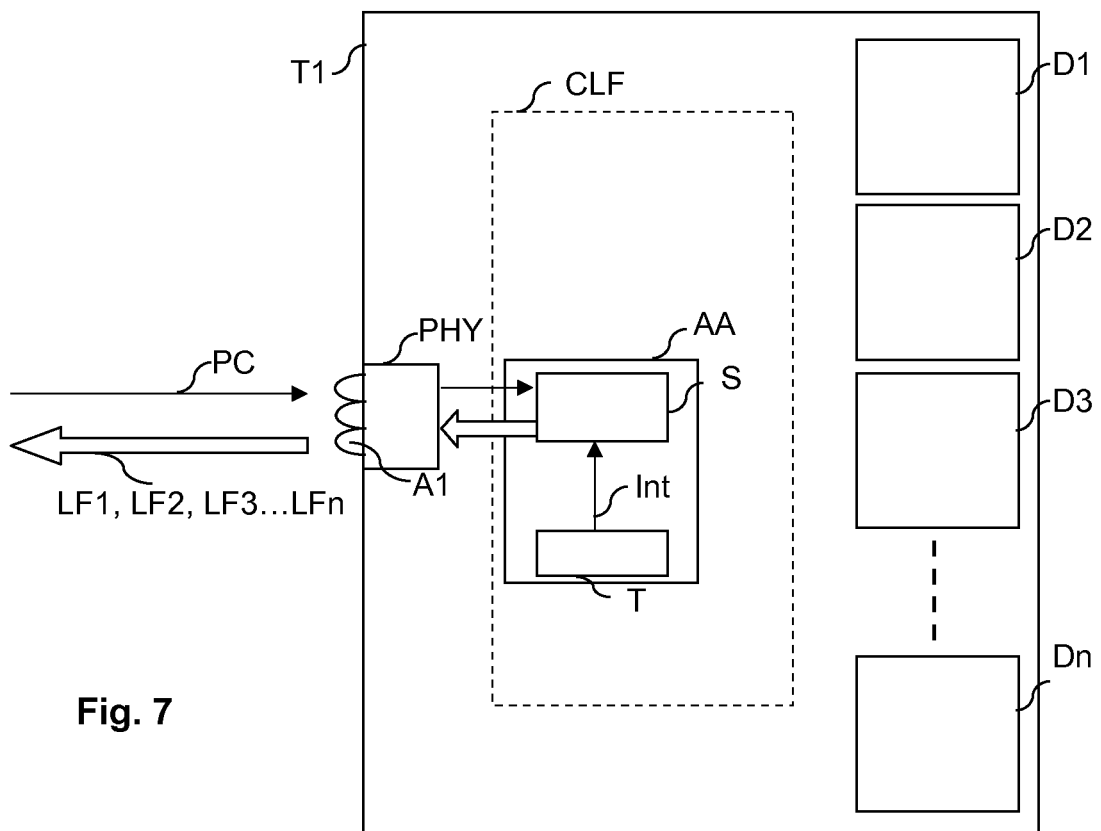 T1
CLF
D1
D2
PHY
AA
PC
S
D3
A1
Int
LF1, LF2, LF3...LFn
T
Dn
Fig. 7